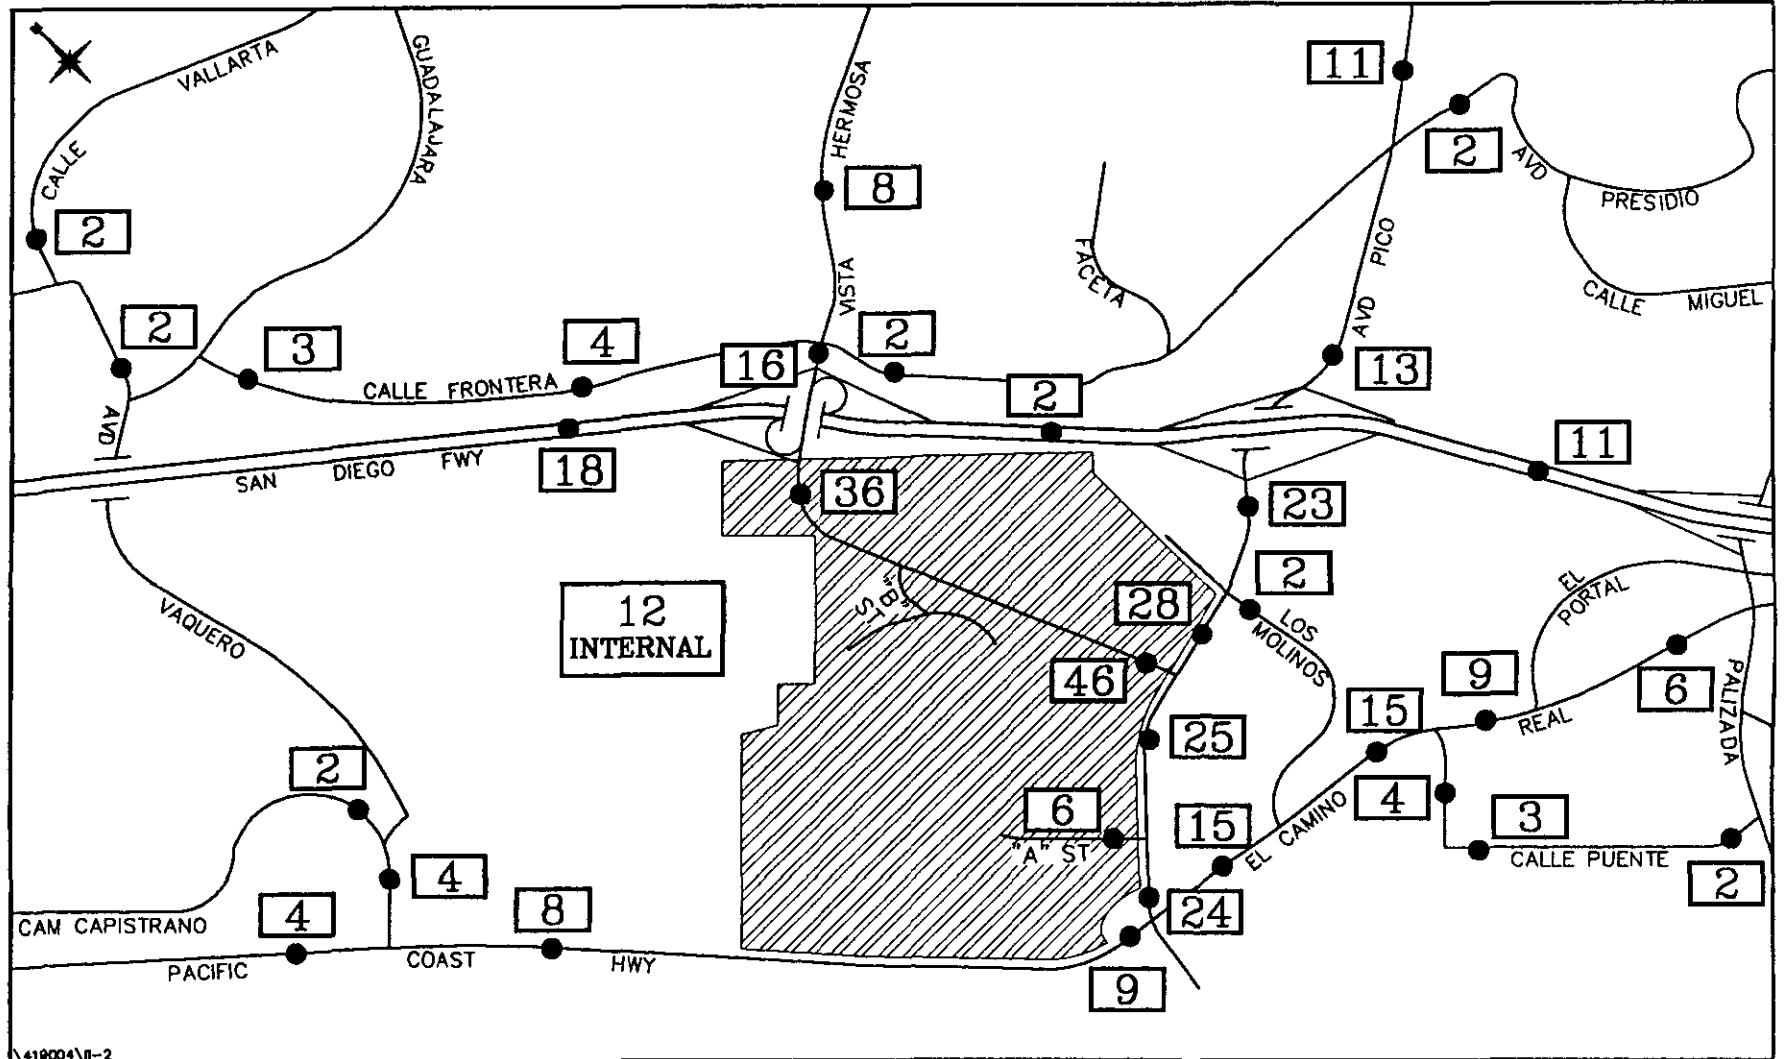 VALLARTA
CALLE
GUADALAJARA
HERMOSA
VISTA
11
2
AVD
PRESIDIO
PICO
AVD
CALLE MIGUEL
FACETA
8
2
2
3
4
CALLE FRONTERA
16
2
2
13
AVD
SAN DIEGO FWY
18
11
36
23
2
12
INTERNAL
"B"
ST
28
LOS
MOLINOS
EL
PORTAL
VAQUERO
46
9
6
PALIZADA
15
REAL
25
2
6
"A" ST
15
EL CAMINO
4
3
CALLE PUENTE
2
4
CAM CAPISTRANO
4
8
24
PACIFIC COAST HWY
9
\419004\II-2